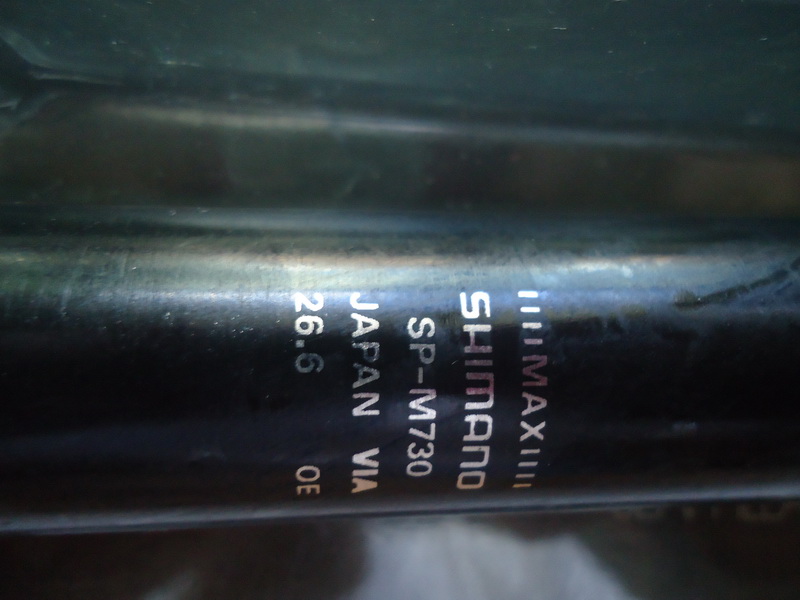 ||||MAX||||
SHIMANO
SP-M730
JAPAN VIA
26.6 OE